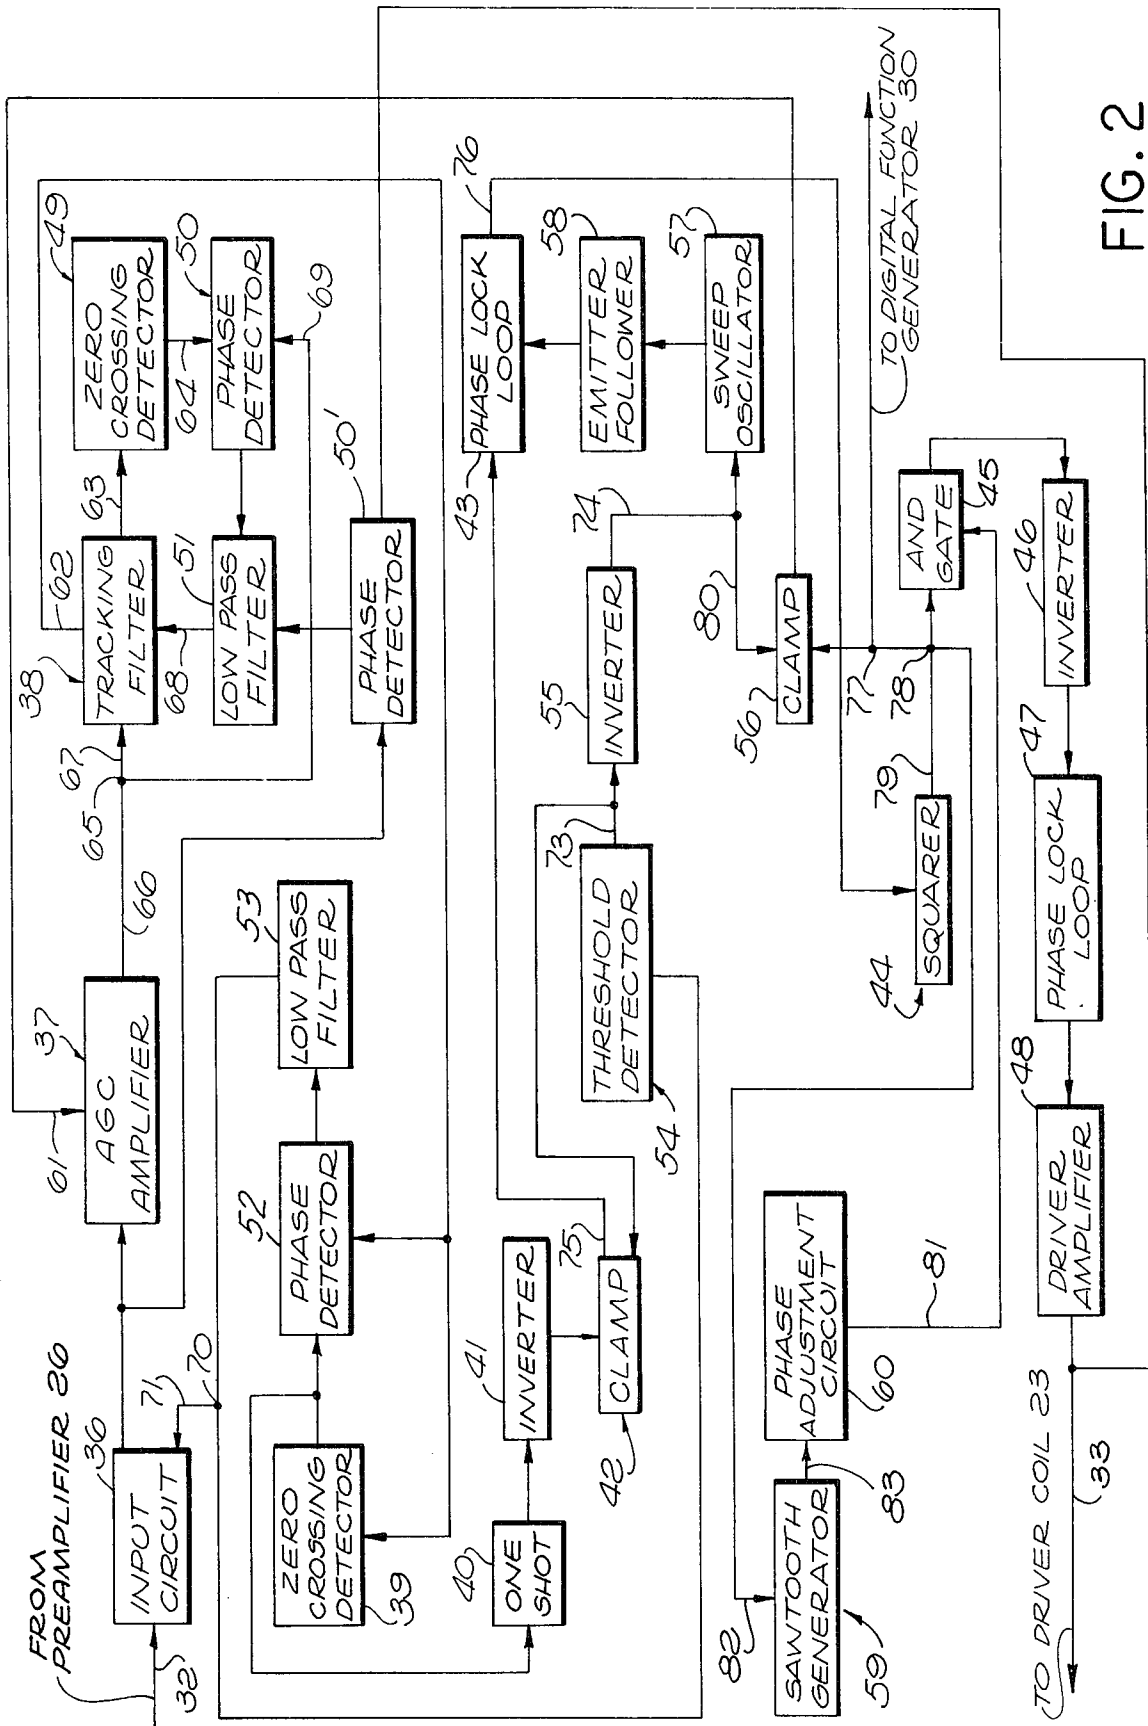 FROM
PREAMPLIFIER 26
32
INPUT
CIRCUIT
36
71
70
61
AGC
AMPLIFIER
37
66
65
67
38
TRACKING
FILTER
62
63
ZERO
CROSSING
DETECTOR
49
64
PHASE
DETECTOR
50
69
68
LOW PASS
FILTER
51
PHASE
DETECTOR
50'
ZERO
CROSSING
DETECTOR
39
52
PHASE
DETECTOR
53
LOW PASS
FILTER
40
ONE
SHOT
41
INVERTER
75
CLAMP
42
THRESHOLD
DETECTOR
54
73
55
INVERTER
74
43
PHASE LOCK
LOOP
76
EMITTER
FOLLOWER
58
SWEEP
OSCILLATOR
57
80
56
CLAMP
77
78
TO DIGITAL FUNCTION
GENERATOR 30
44
SQUARER
79
AND
GATE
45
82
SAWTOOTH
GENERATOR
59
83
PHASE
ADJUSTMENT
CIRCUIT
60
81
INVERTER
46
PHASE LOCK
LOOP
47
DRIVER
AMPLIFIER
48
TO DRIVER COIL 23
33
FIG. 2